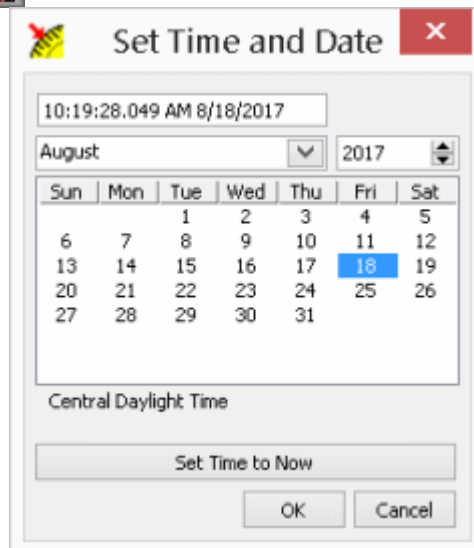 Set Time and Date
10:19:28.049 AM 8/18/2017
August 2017
Sun Mon Tue Wed Thu Fri Sat
1 2 3 4 5
6 7 8 9 10 11 12
13 14 15 16 17 18 19
20 21 22 23 24 25 26
27 28 29 30 31
Central Daylight Time
Set Time to Now
OK Cancel